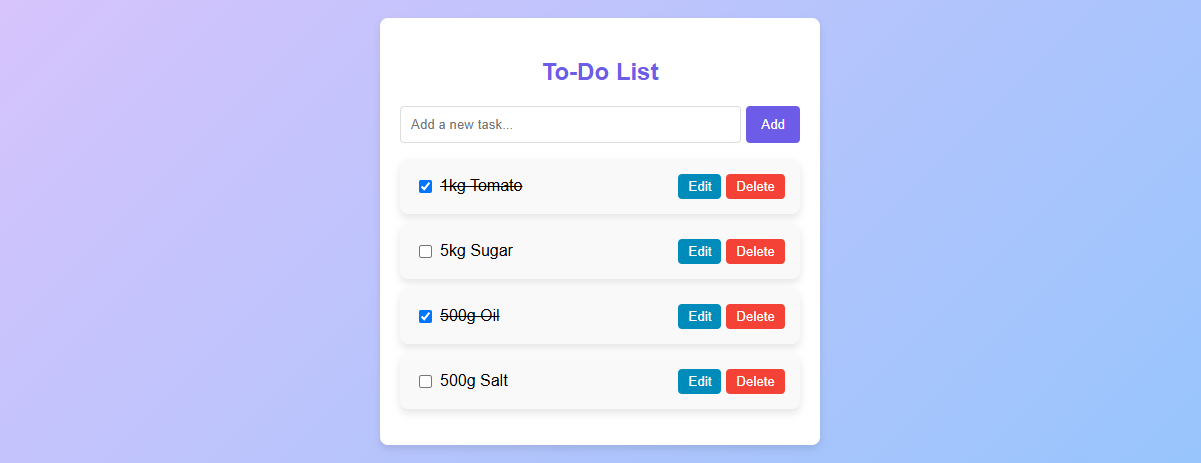 To-Do List
Add a new task... Add
1kg Tomato Edit Delete
5kg Sugar Edit Delete
500g Oil Edit Delete
500g Salt Edit Delete